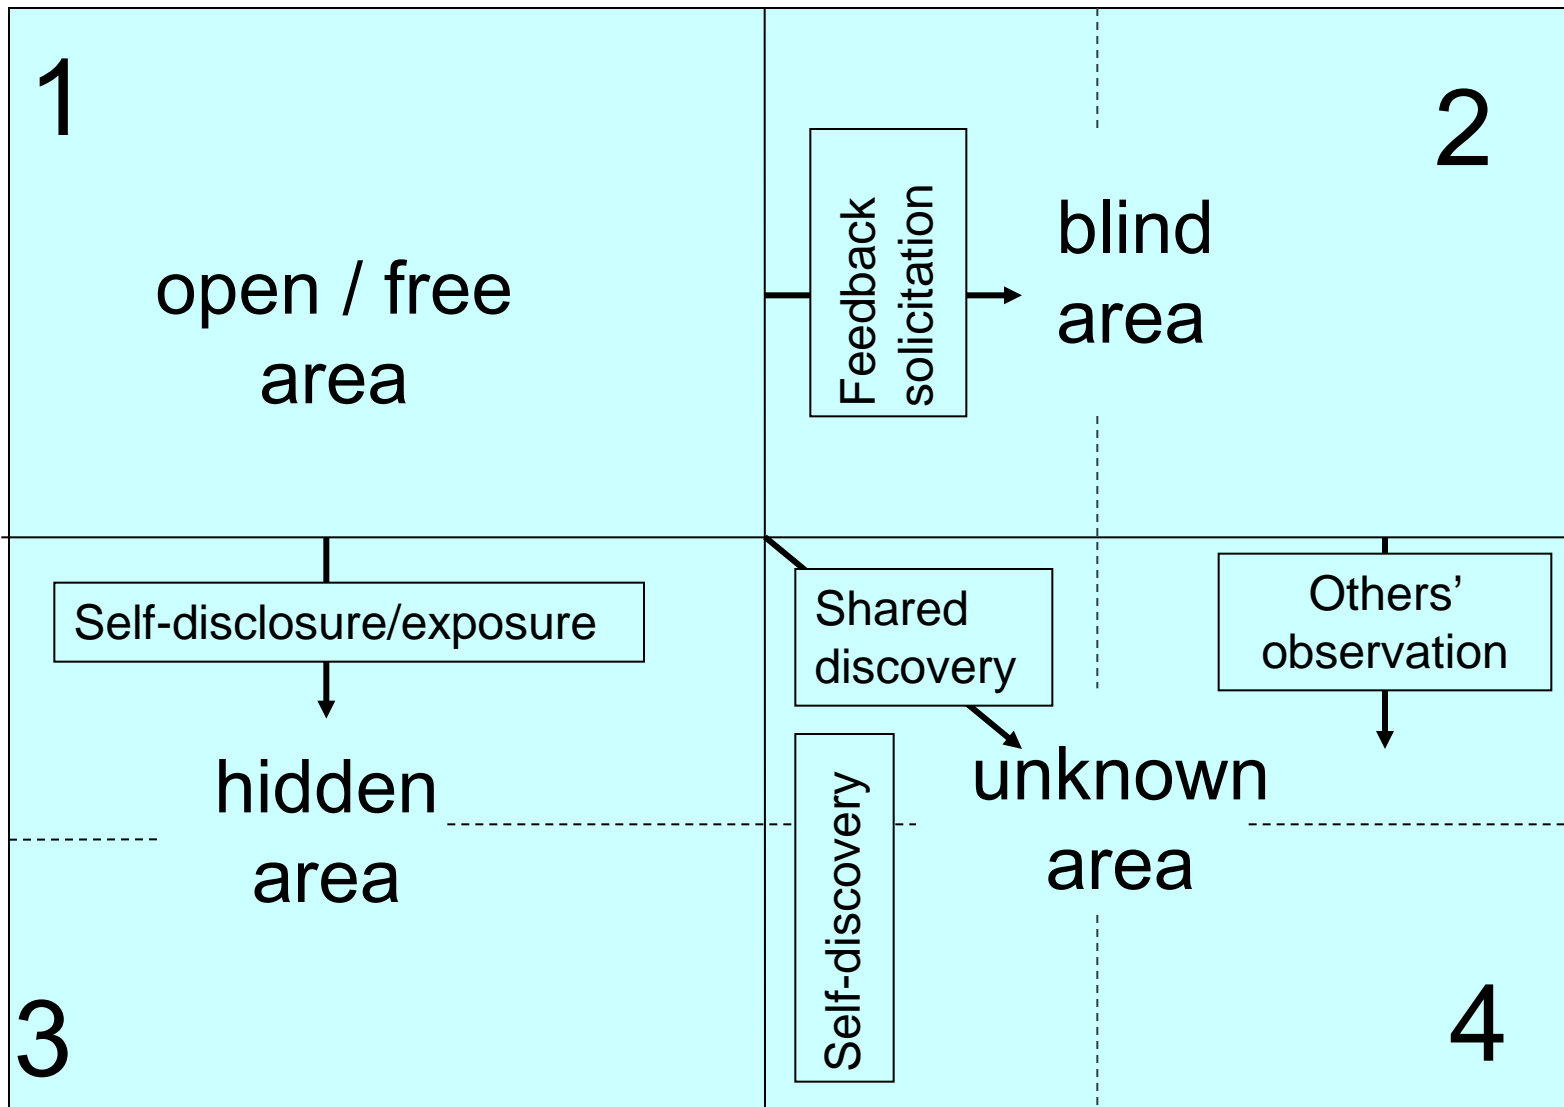 1
open / free
area
2
Feedback
solicitation
blind
area
Self-disclosure/exposure
hidden
area
3
Shared
discovery
Others’
observation
Self-discovery
unknown
area
4